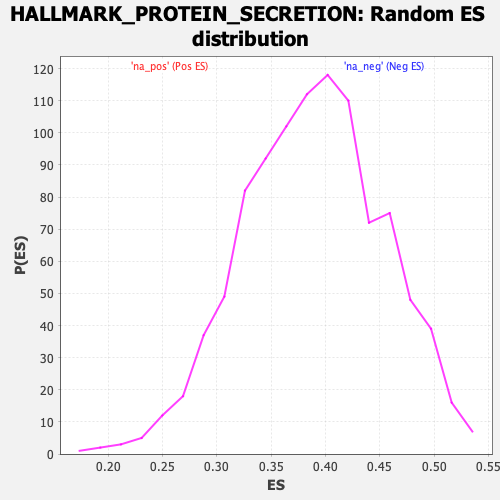 HALLMARK_PROTEIN_SECRETION: Random ES
distribution
'na_pos' (Pos ES)
'na_neg' (Neg ES)
120
110
100
90
80
70
60
50
40
30
20
10
0
P(ES)
0.20 0.25 0.30 0.35 0.40 0.45 0.50 0.55
ES